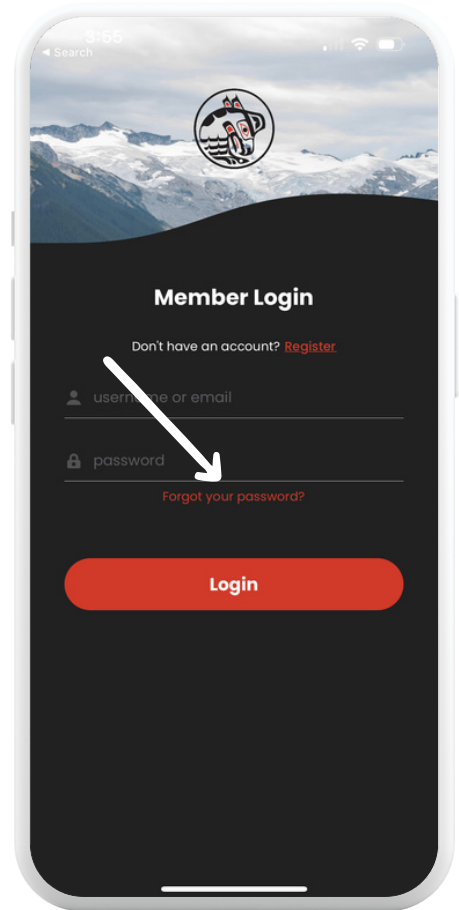 3:55
◀ Search
Member Login
Don't have an account? Register
username or email
password
Forgot your password?
Login